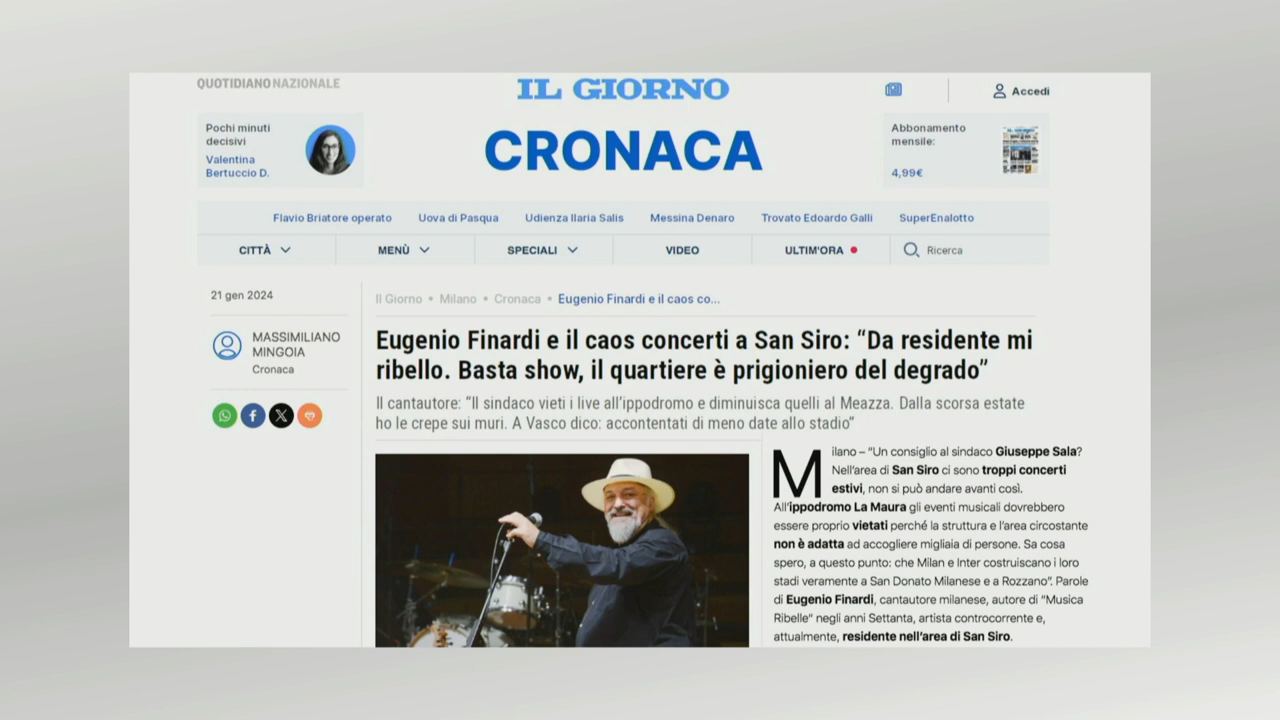 QUOTIDIANO NAZIONALE
IL GIORNO
Accedi
Pochi minuti
decisivi
Valentina
Bertuccio D.
CRONACA
Abbonamento
mensile:
4,99€
Flavio Briatore operato
Uova di Pasqua
Udienza Ilaria Salis
Messina Denaro
Trovato Edoardo Galli
SuperEnalotto
CITTÀ
MENÙ
SPECIALI
VIDEO
ULTIM'ORA
Ricerca
21 gen 2024
MASSIMILIANO
MINGOIA
Cronaca
Il Giorno • Milano • Cronaca • Eugenio Finardi e il caos co...
Eugenio Finardi e il caos concerti a San Siro: “Da residente mi
ribello. Basta show, il quartiere è prigioniero del degrado”
Il cantautore: “Il sindaco vieti i live all’ippodromo e diminuisca quelli al Meazza. Dalla scorsa estate
ho le crepe sui muri. A Vasco dico: accontentati di meno date allo stadio”
Milano – “Un consiglio al sindaco Giuseppe Sala?
Nell’area di San Siro ci sono troppi concerti
estivi, non si può andare avanti così.
All’ippodromo La Maura gli eventi musicali dovrebbero
essere proprio vietati perché la struttura e l’area circostante
non è adatta ad accogliere migliaia di persone. Sa cosa
spero, a questo punto: che Milan e Inter costruiscano i loro
stadi veramente a San Donato Milanese e a Rozzano”. Parole
di Eugenio Finardi, cantautore milanese, autore di “Musica
Ribelle” negli anni Settanta, artista controcorrente e,
attualmente, residente nell’area di San Siro.